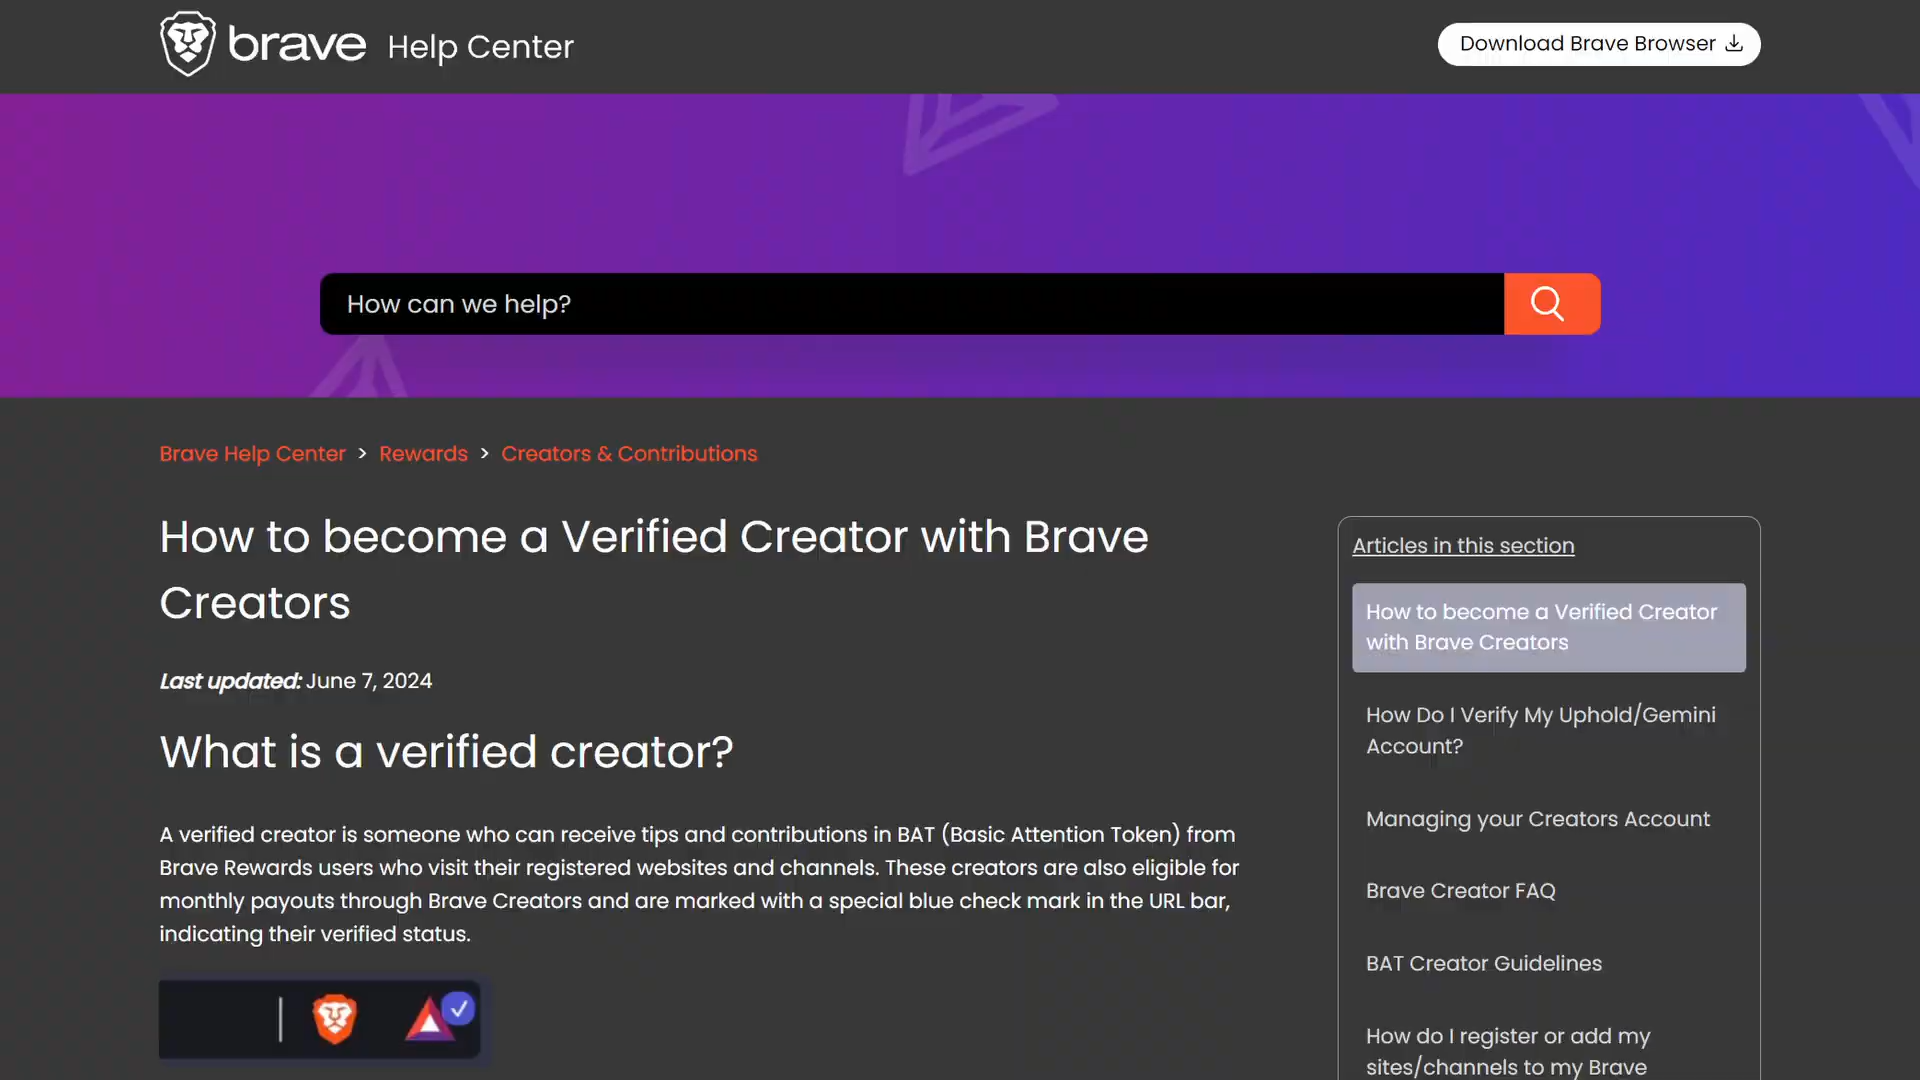 brave Help Center
Download Brave Browser
How can we help?
Brave Help Center > Rewards > Creators & Contributions
How to become a Verified Creator with Brave
Creators
Last updated: June 7, 2024
What is a verified creator?
A verified creator is someone who can receive tips and contributions in BAT (Basic Attention Token) from
Brave Rewards users who visit their registered websites and channels. These creators are also eligible for
monthly payouts through Brave Creators and are marked with a special blue check mark in the URL bar,
indicating their verified status.
Articles in this section
How to become a Verified Creator
with Brave Creators
How Do I Verify My Uphold/Gemini
Account?
Managing your Creators Account
Brave Creator FAQ
BAT Creator Guidelines
How do I register or add my
sites/channels to my Brave